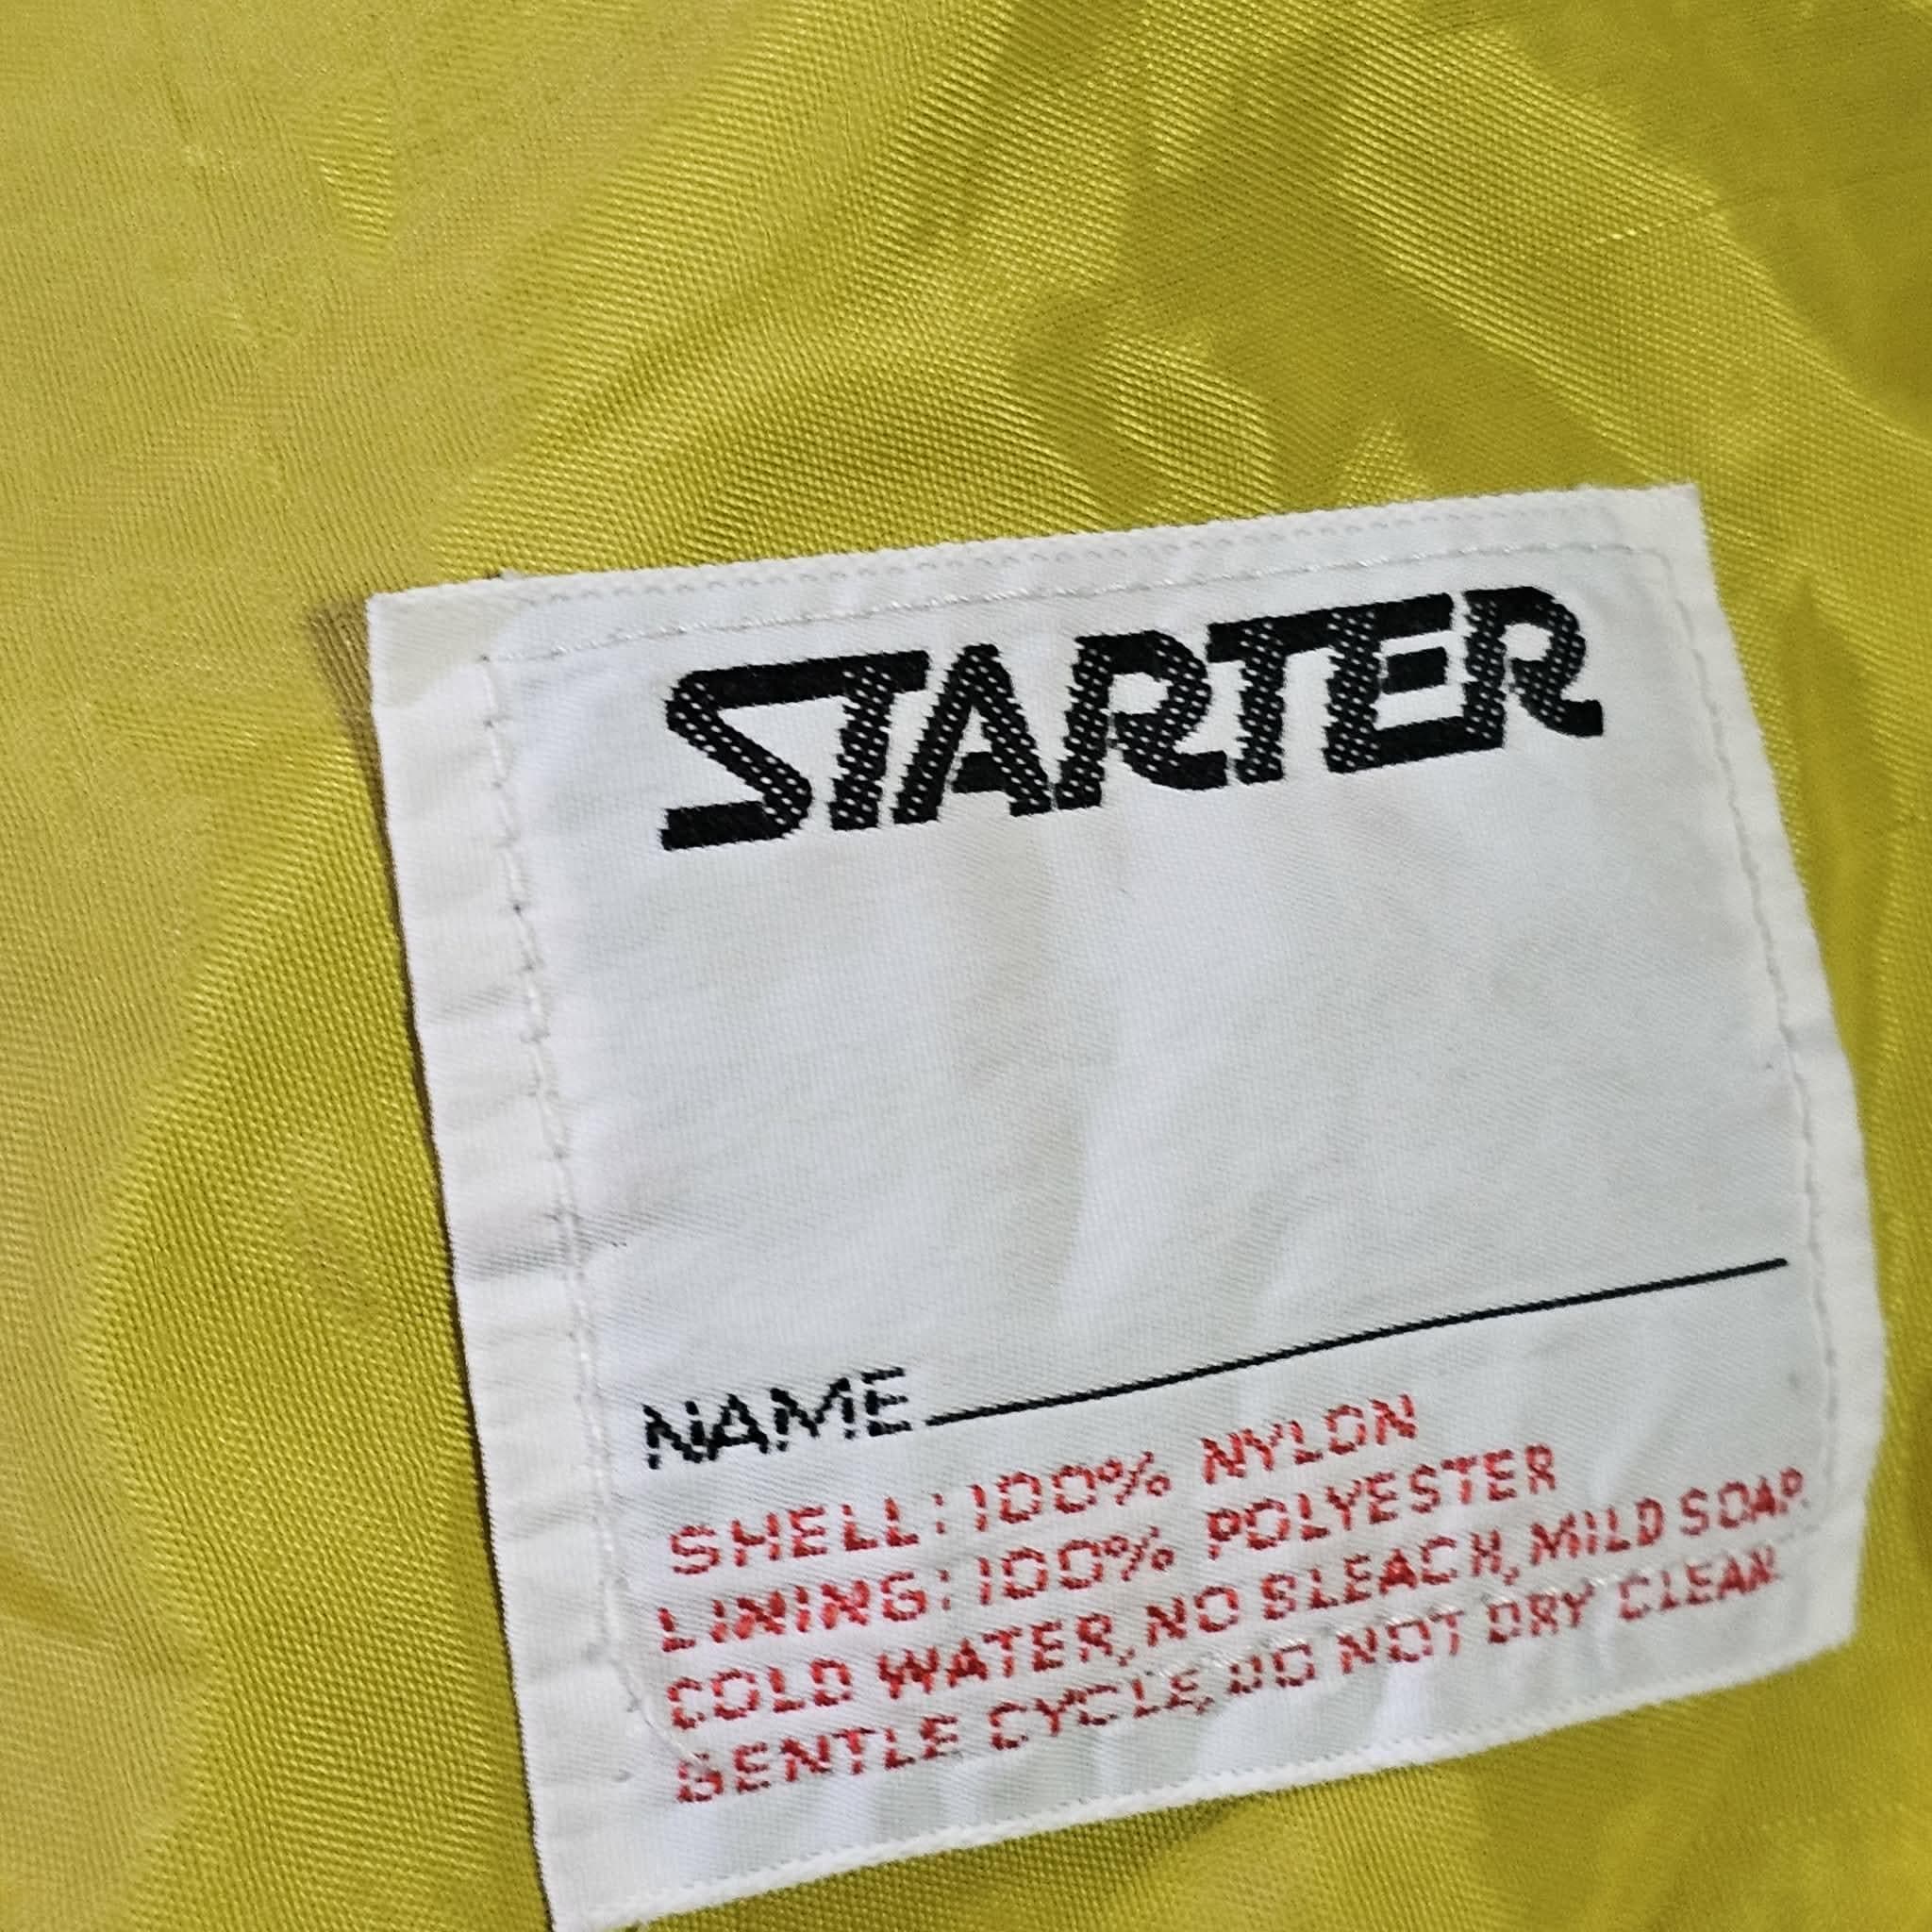 STARTER
NAME
SHELL: 100% NYLON
LINING: 100% POLYESTER
COLD WATER, NO BLEACH, MILD SOAP.
GENTLE CYCLE, DO NOT DRY CLEAN